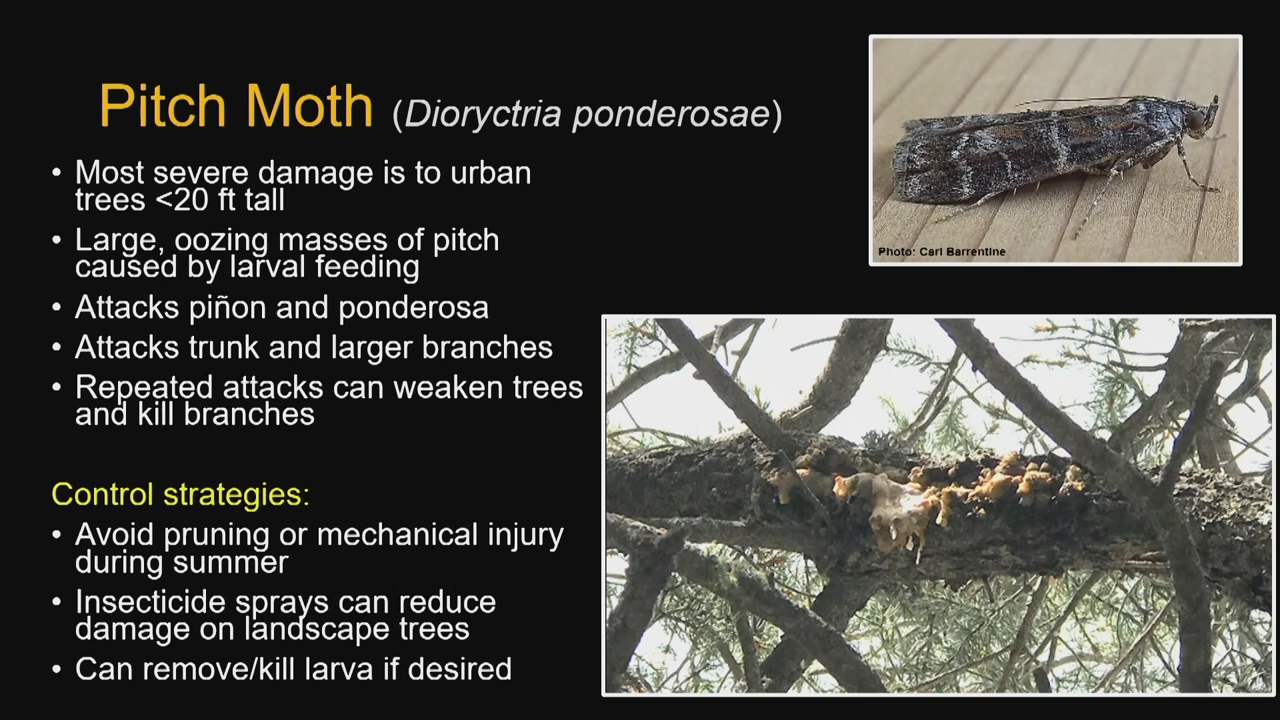 Pitch Moth (Dioryctria ponderosae)
• Most severe damage is to urban
trees <20 ft tall
• Large, oozing masses of pitch
caused by larval feeding
• Attacks piñon and ponderosa
• Attacks trunk and larger branches
• Repeated attacks can weaken trees
and kill branches
Control strategies:
• Avoid pruning or mechanical injury
during summer
• Insecticide sprays can reduce
damage on landscape trees
• Can remove/kill larva if desired
Photo: Carl Barrentine